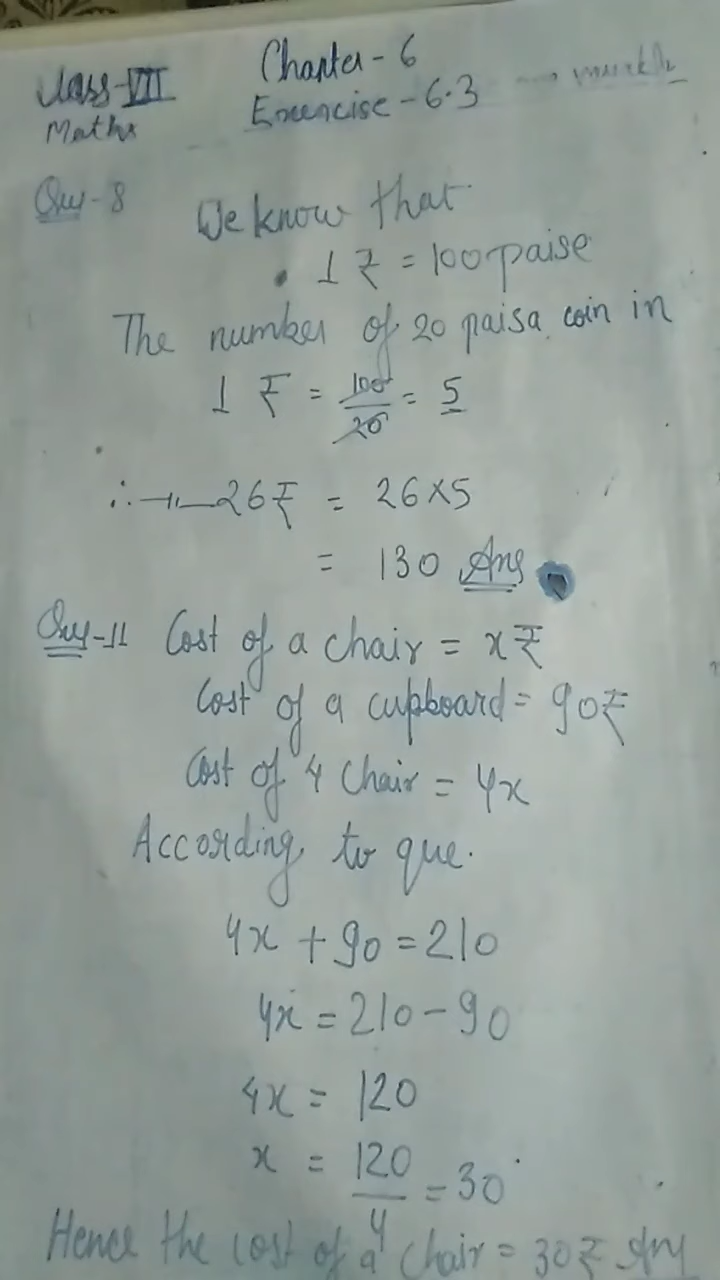 Class-VII
Maths
Chapter-6
Exercise-6.3
Que-8 We know that
1 ₹ = 100 paise
The number of 20 paisa coin in
1 ₹ = 100/20 = 5
∴ —〃— 26₹ = 26×5
= 130 Ans
Que-11 Cost of a chair = x₹
Cost of a cupboard = 90₹
Cost of 4 Chair = 4x
According to que.
4x + 90 = 210
4x = 210 - 90
4x = 120
x = 120/4 = 30
Hence the cost of a chair = 30₹ Ans